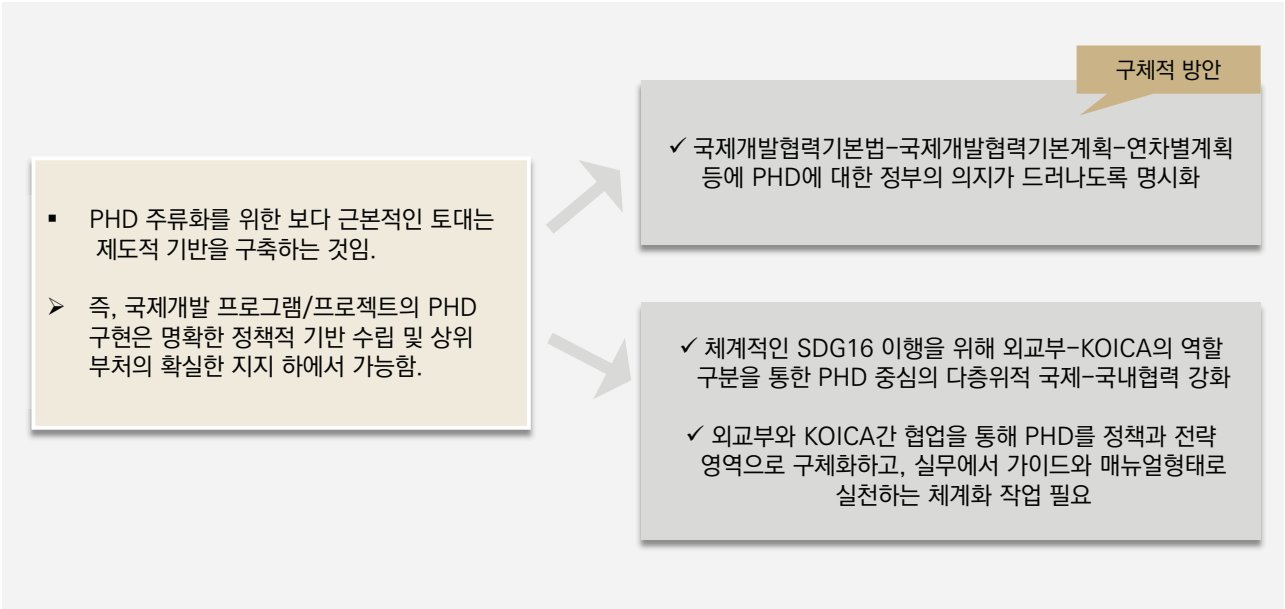 구체적 방안
▪ PHD 주류화를 위한 보다 근본적인 토대는
제도적 기반을 구축하는 것임.
➢ 즉, 국제개발 프로그램/프로젝트의 PHD
구현은 명확한 정책적 기반 수립 및 상위
부처의 확실한 지지 하에서 가능함.
✓ 국제개발협력기본법-국제개발협력기본계획-연차별계획
등에 PHD에 대한 정부의 의지가 드러나도록 명시화
✓ 체계적인 SDG16 이행을 위해 외교부-KOICA의 역할
구분을 통한 PHD 중심의 다층위적 국제-국내협력 강화
✓ 외교부와 KOICA간 협업을 통해 PHD를 정책과 전략
영역으로 구체화하고, 실무에서 가이드와 매뉴얼형태로
실천하는 체계화 작업 필요